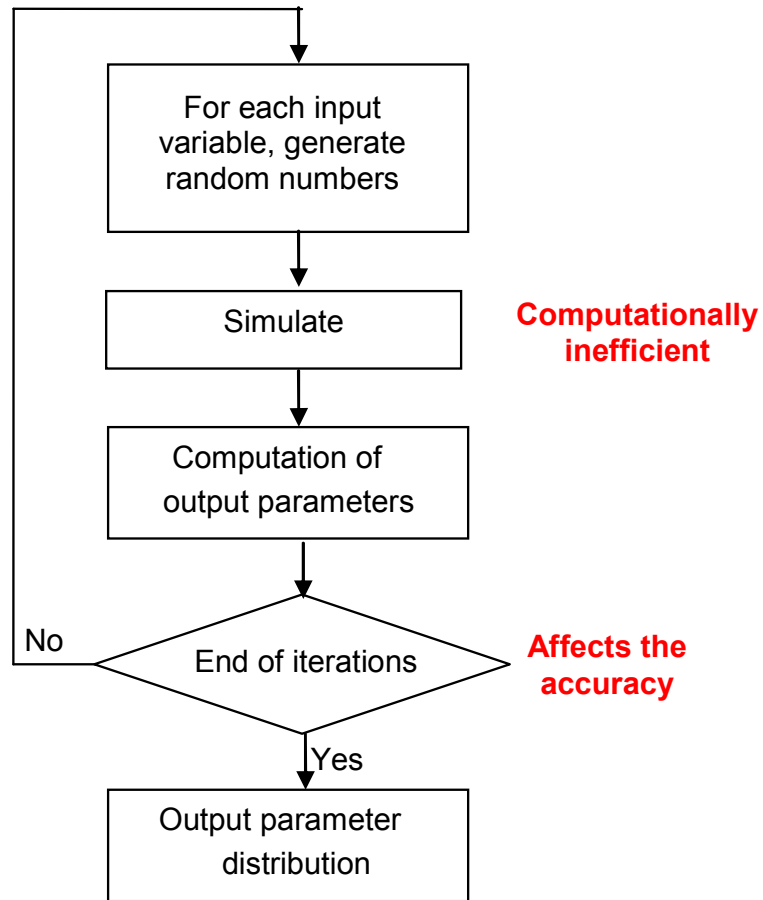 For each input
variable, generate
random numbers
Simulate
Computationally
inefficient
Computation of
output parameters
No
End of iterations
Affects the
accuracy
Yes
Output parameter
distribution